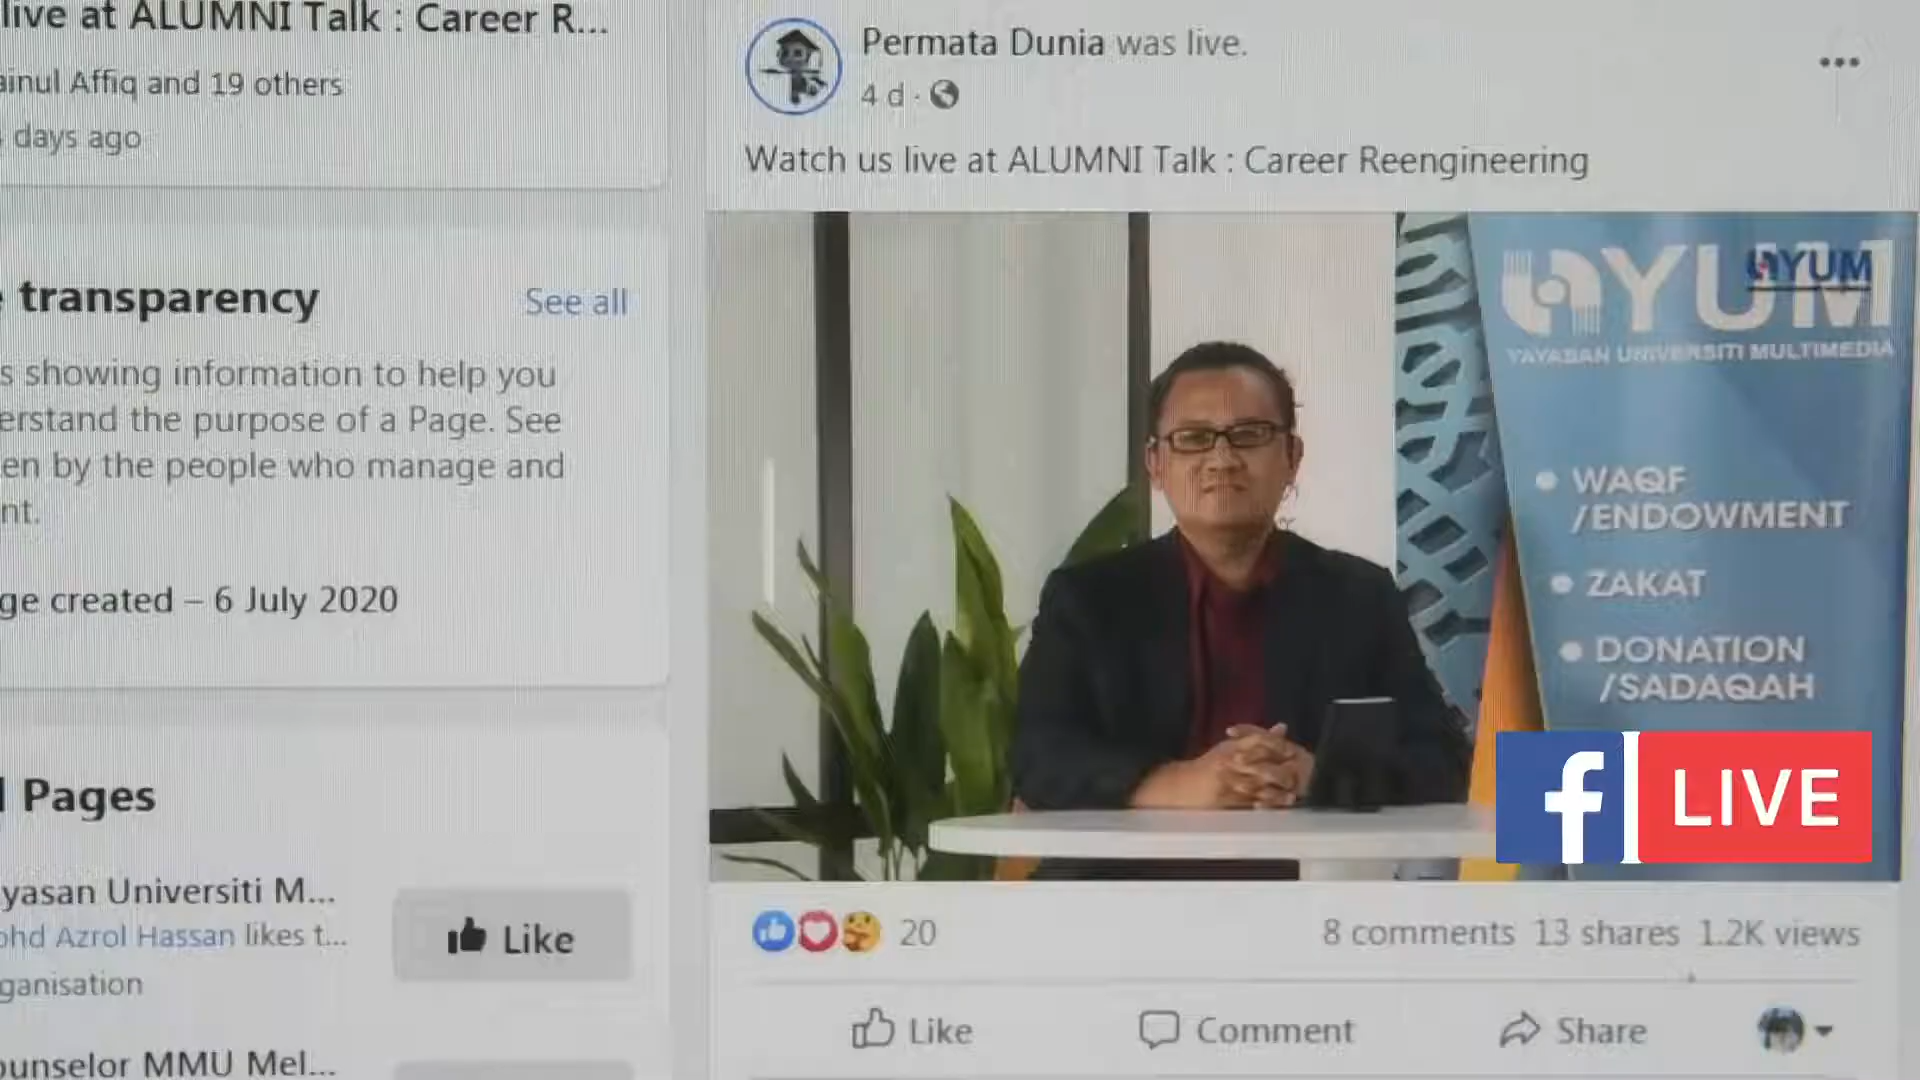 live at ALUMNI Talk : Career R...
ainul Affiq and 19 others
days ago
transparency
See all
s showing information to help you
erstand the purpose of a Page. See
en by the people who manage and
nt.
ge created – 6 July 2020
Pages
yasan Universiti M...
ohd Azrol Hassan likes t...
ganisation
Like
ounselor MMU Mel...
Permata Dunia was live.
4 d ·
Watch us live at ALUMNI Talk : Career Reengineering
YUM
YUM
YAYASAN UNIVERSITI MULTIMEDIA
• WAQF
/ENDOWMENT
• ZAKAT
• DONATION
/SADAQAH
f LIVE
20
8 comments 13 shares 1.2K views
Like
Comment
Share